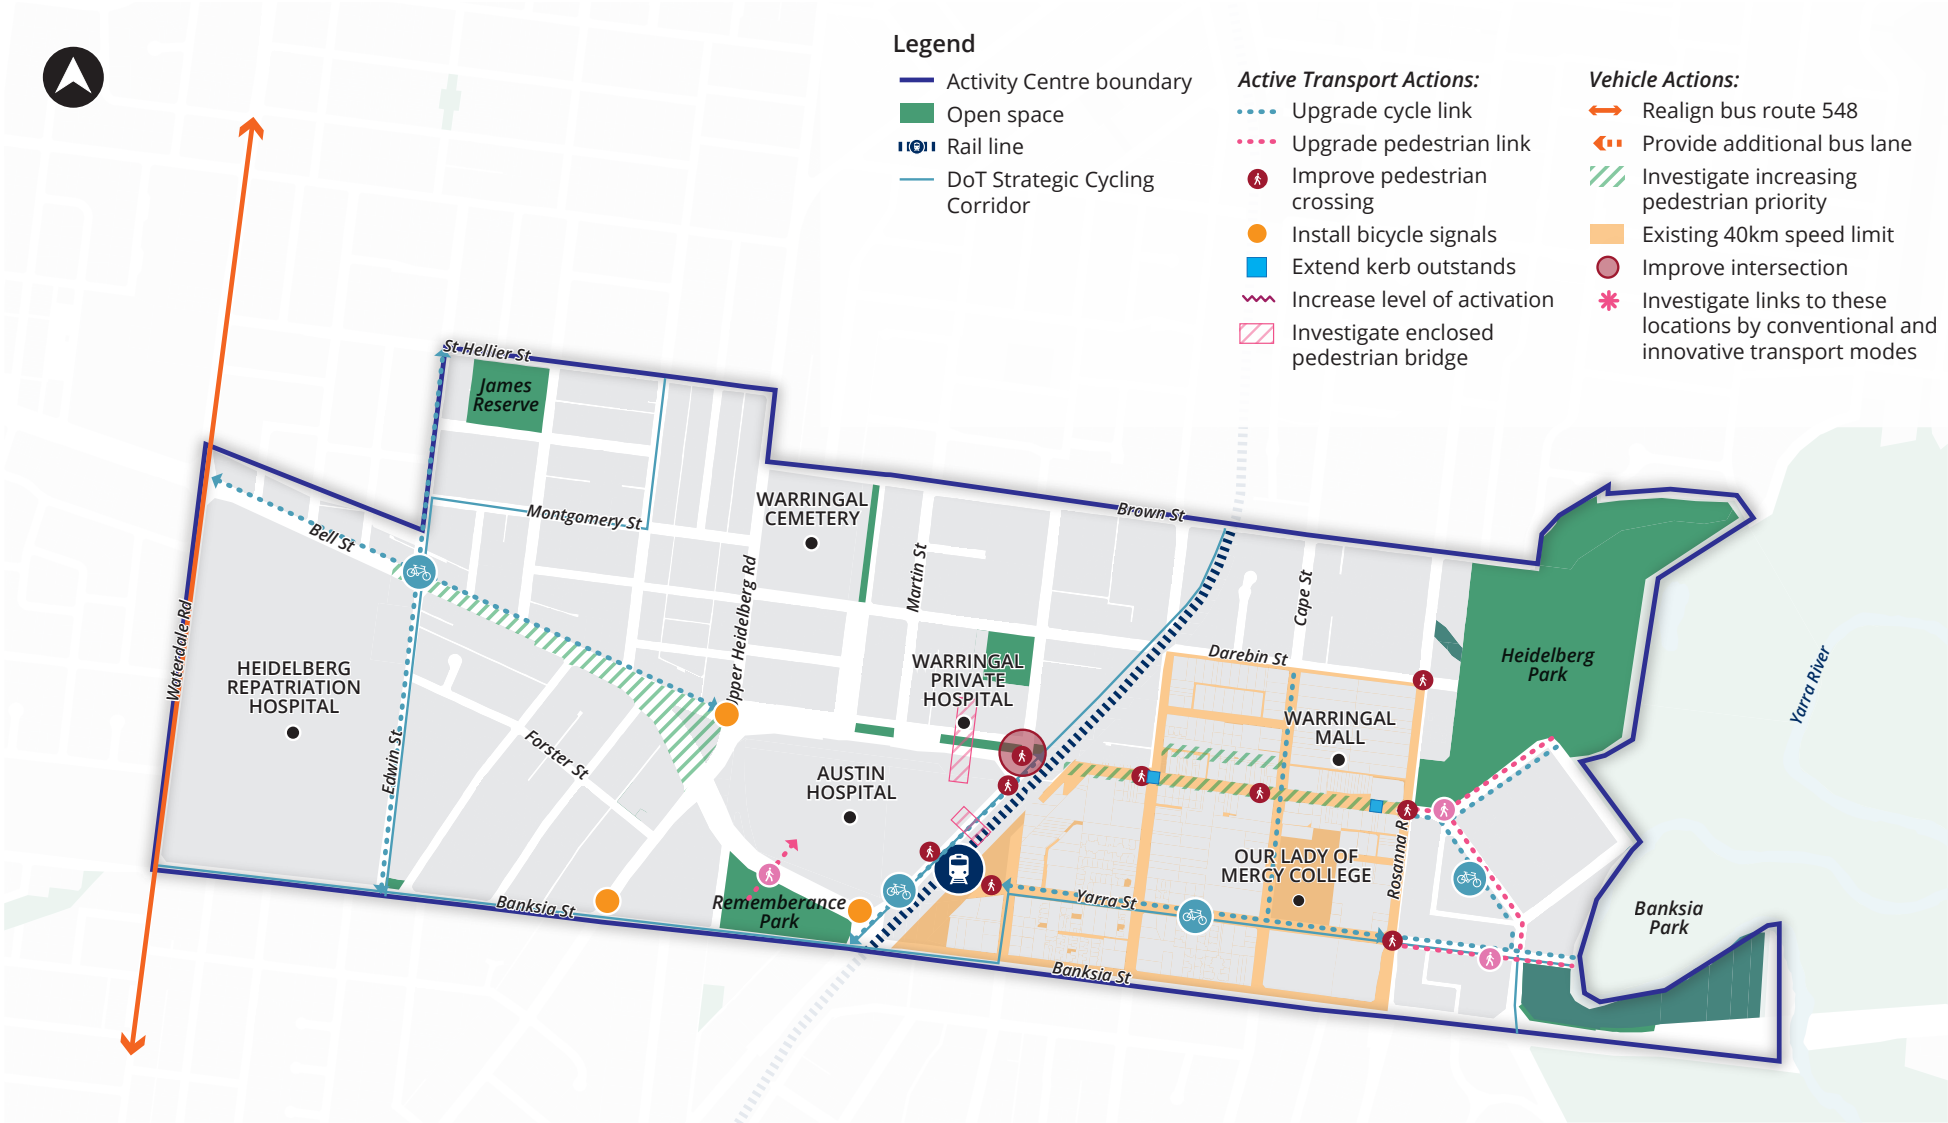 Legend
Activity Centre boundary
Open space
Rail line
DoT Strategic Cycling
Corridor
Active Transport Actions:
Upgrade cycle link
Upgrade pedestrian link
Improve pedestrian
crossing
Install bicycle signals
Extend kerb outstands
Increase level of activation
Investigate enclosed
pedestrian bridge
Vehicle Actions:
Realign bus route 548
Provide additional bus lane
Investigate increasing
pedestrian priority
Existing 40km speed limit
Improve intersection
Investigate links to these
locations by conventional and
innovative transport modes
St Hellier St
James
Reserve
Montgomery St
Bell St
WARRINGAL
CEMETERY
Brown St
Martin St
Upper Heidelberg Rd
Cape St
Darebin St
Waterdale Rd
HEIDELBERG
REPATRIATION
HOSPITAL
Edwin St
Forster St
WARRINGAL
PRIVATE
HOSPITAL
AUSTIN
HOSPITAL
WARRINGAL
MALL
Heidelberg
Park
Yarra River
OUR LADY OF
MERCY COLLEGE
Rosanna R
Yarra St
Rememberance
Park
Banksia St
Banksia St
Banksia
Park